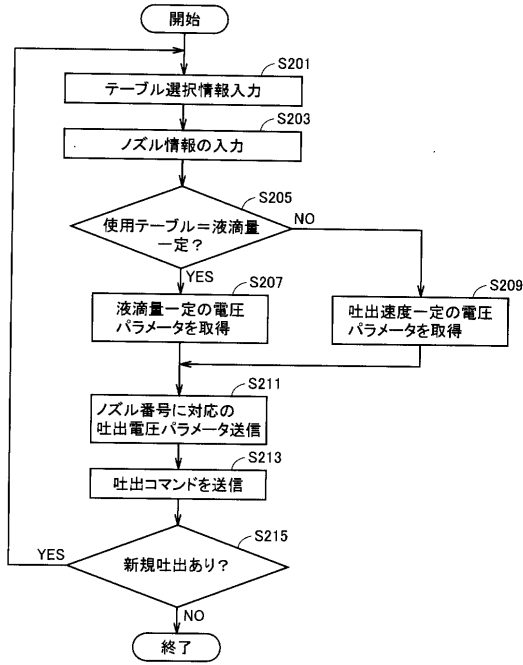 開始
S201
テーブル選択情報入力
S203
ノズル情報の入力
S205
使用テーブル＝液滴量
一定？
NO
YES
S207
液滴量一定の電圧
パラメータを取得
S209
吐出速度一定の電圧
パラメータを取得
S211
ノズル番号に対応の
吐出電圧パラメータ送信
S213
吐出コマンドを送信
S215
新規吐出あり？
YES
NO
終了